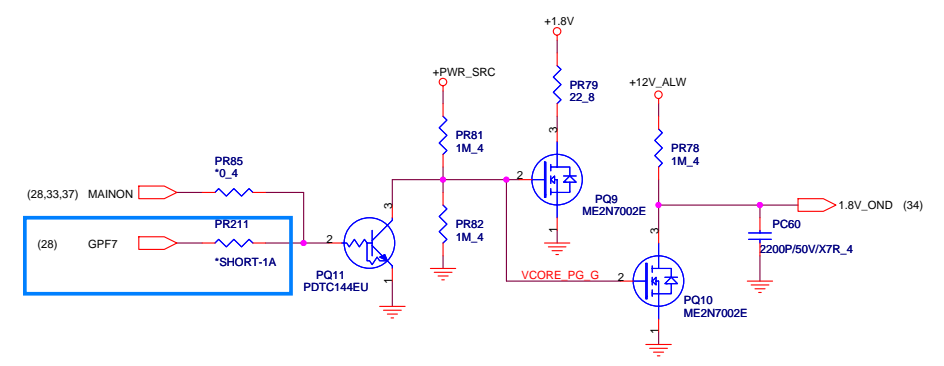 +1.8V
+PWR_SRC
PR79
22_8
+12V_ALW
3
PR81
1M_4
PR78
1M_4
PR85
*0_4
2
(28,33,37) MAINON
PQ9
ME2N7002E
1.8V_OND (34)
3
PR82
1M_4
PR211
1
3
PC60
2200P/50V/X7R_4
(28) GPF7
2
*SHORT-1A
PQ11
PDTC144EU
1
VCORE_PG_G
2
PQ10
ME2N7002E
1